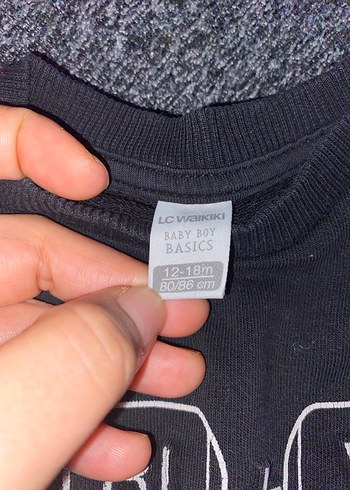 LC WAIKIKI
BABY BOY
BASICS
12-18m
80/86 cm